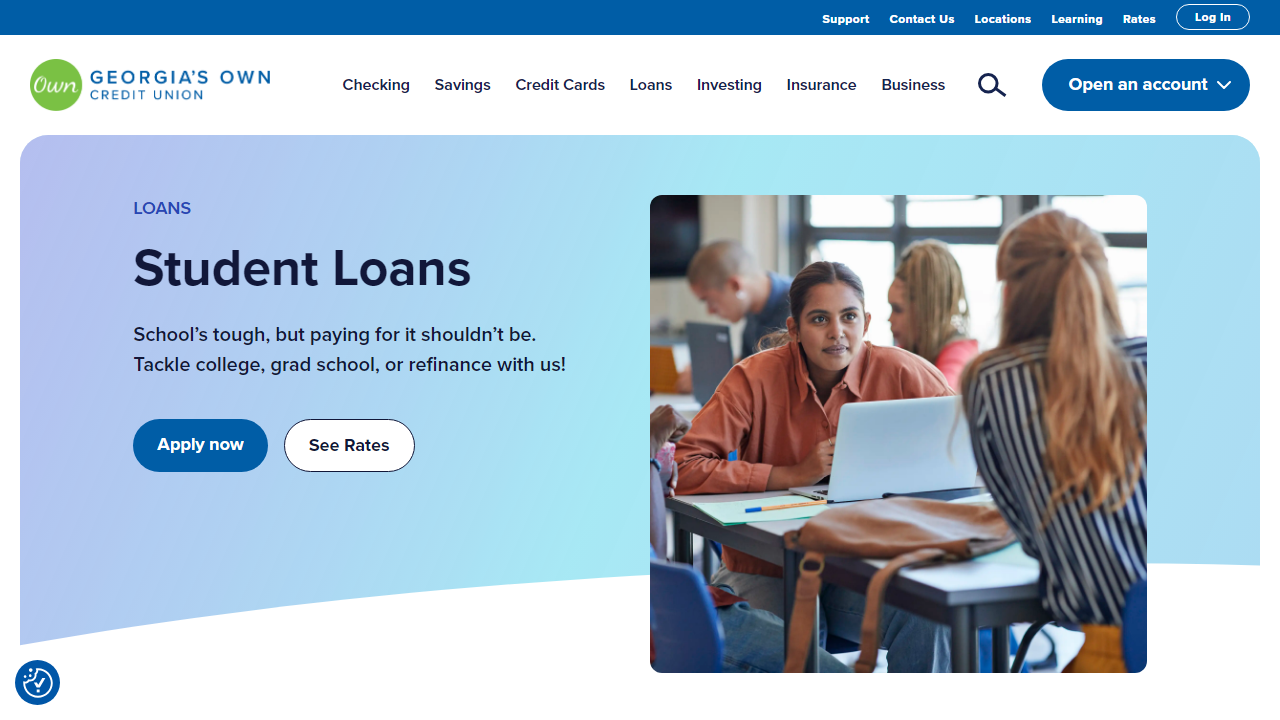 Support Contact Us Locations Learning Rates Log In
Own GEORGIA'S OWN
CREDIT UNION
Checking Savings Credit Cards Loans Investing Insurance Business Open an account
LOANS
Student Loans
School’s tough, but paying for it shouldn’t be.
Tackle college, grad school, or refinance with us!
Apply now See Rates